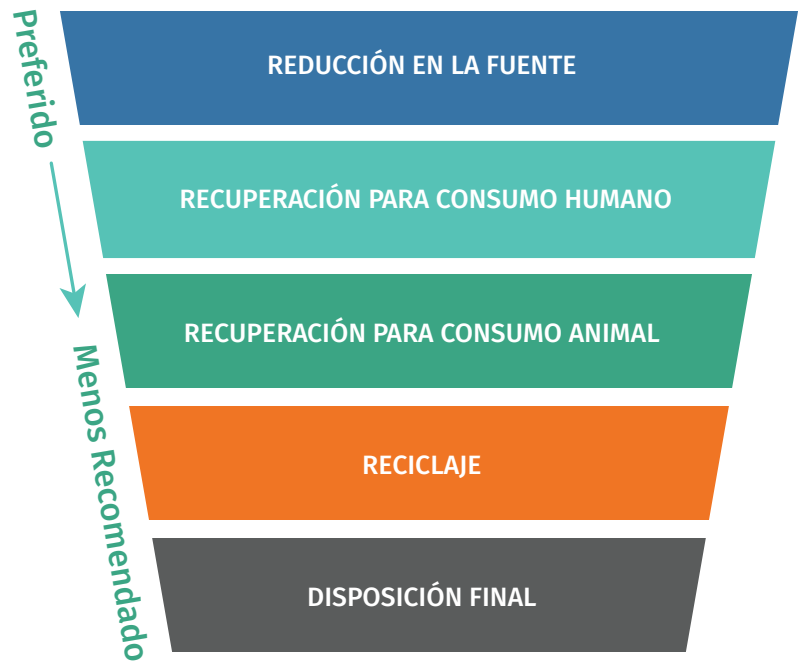 Preferido
REDUCCIÓN EN LA FUENTE
RECUPERACIÓN PARA CONSUMO HUMANO
RECUPERACIÓN PARA CONSUMO ANIMAL
Menos Recomendado
RECICLAJE
DISPOSICIÓN FINAL